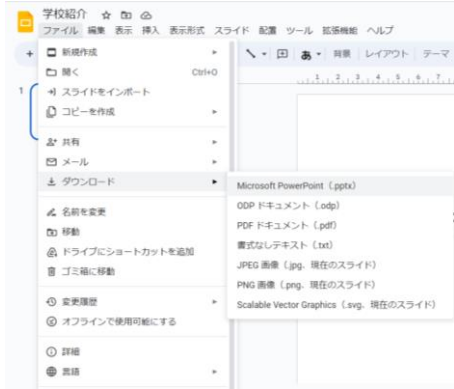 学校紹介
ファイル 編集 表示 挿入 表示形式 スライド 配置 ツール 拡張機能 ヘルプ
新規作成
開く Ctrl+O
スライドをインポート
コピーを作成
共有
メール
ダウンロード
名前を変更
移動
ドライブにショートカットを追加
ゴミ箱に移動
変更履歴
オフラインで使用可能にする
詳細
言語
あ 背景 レイアウト テーマ
1 2 3 4 5 6 7
1
Microsoft PowerPoint（.pptx）
ODP ドキュメント（.odp）
PDF ドキュメント（.pdf）
書式なしテキスト（.txt）
JPEG 画像（.jpg、現在のスライド）
PNG 画像（.png、現在のスライド）
Scalable Vector Graphics（.svg、現在のスライド）